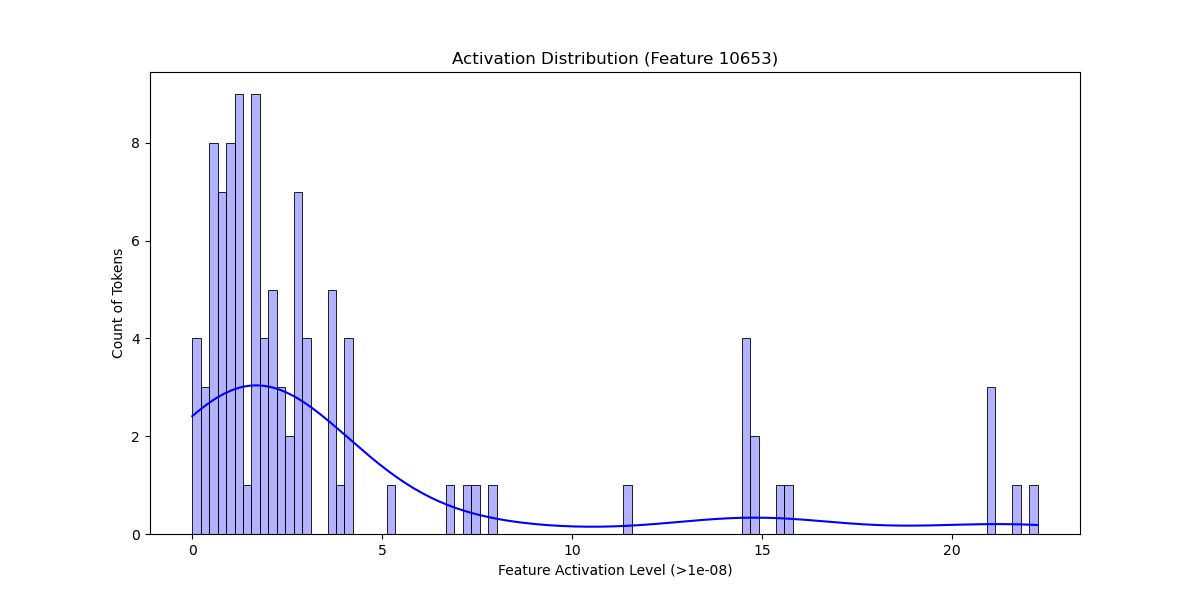 Activation Distribution (Feature 10653)
8
6
4
2
0
Count of Tokens
0 5 10 15 20
Feature Activation Level (>1e-08)